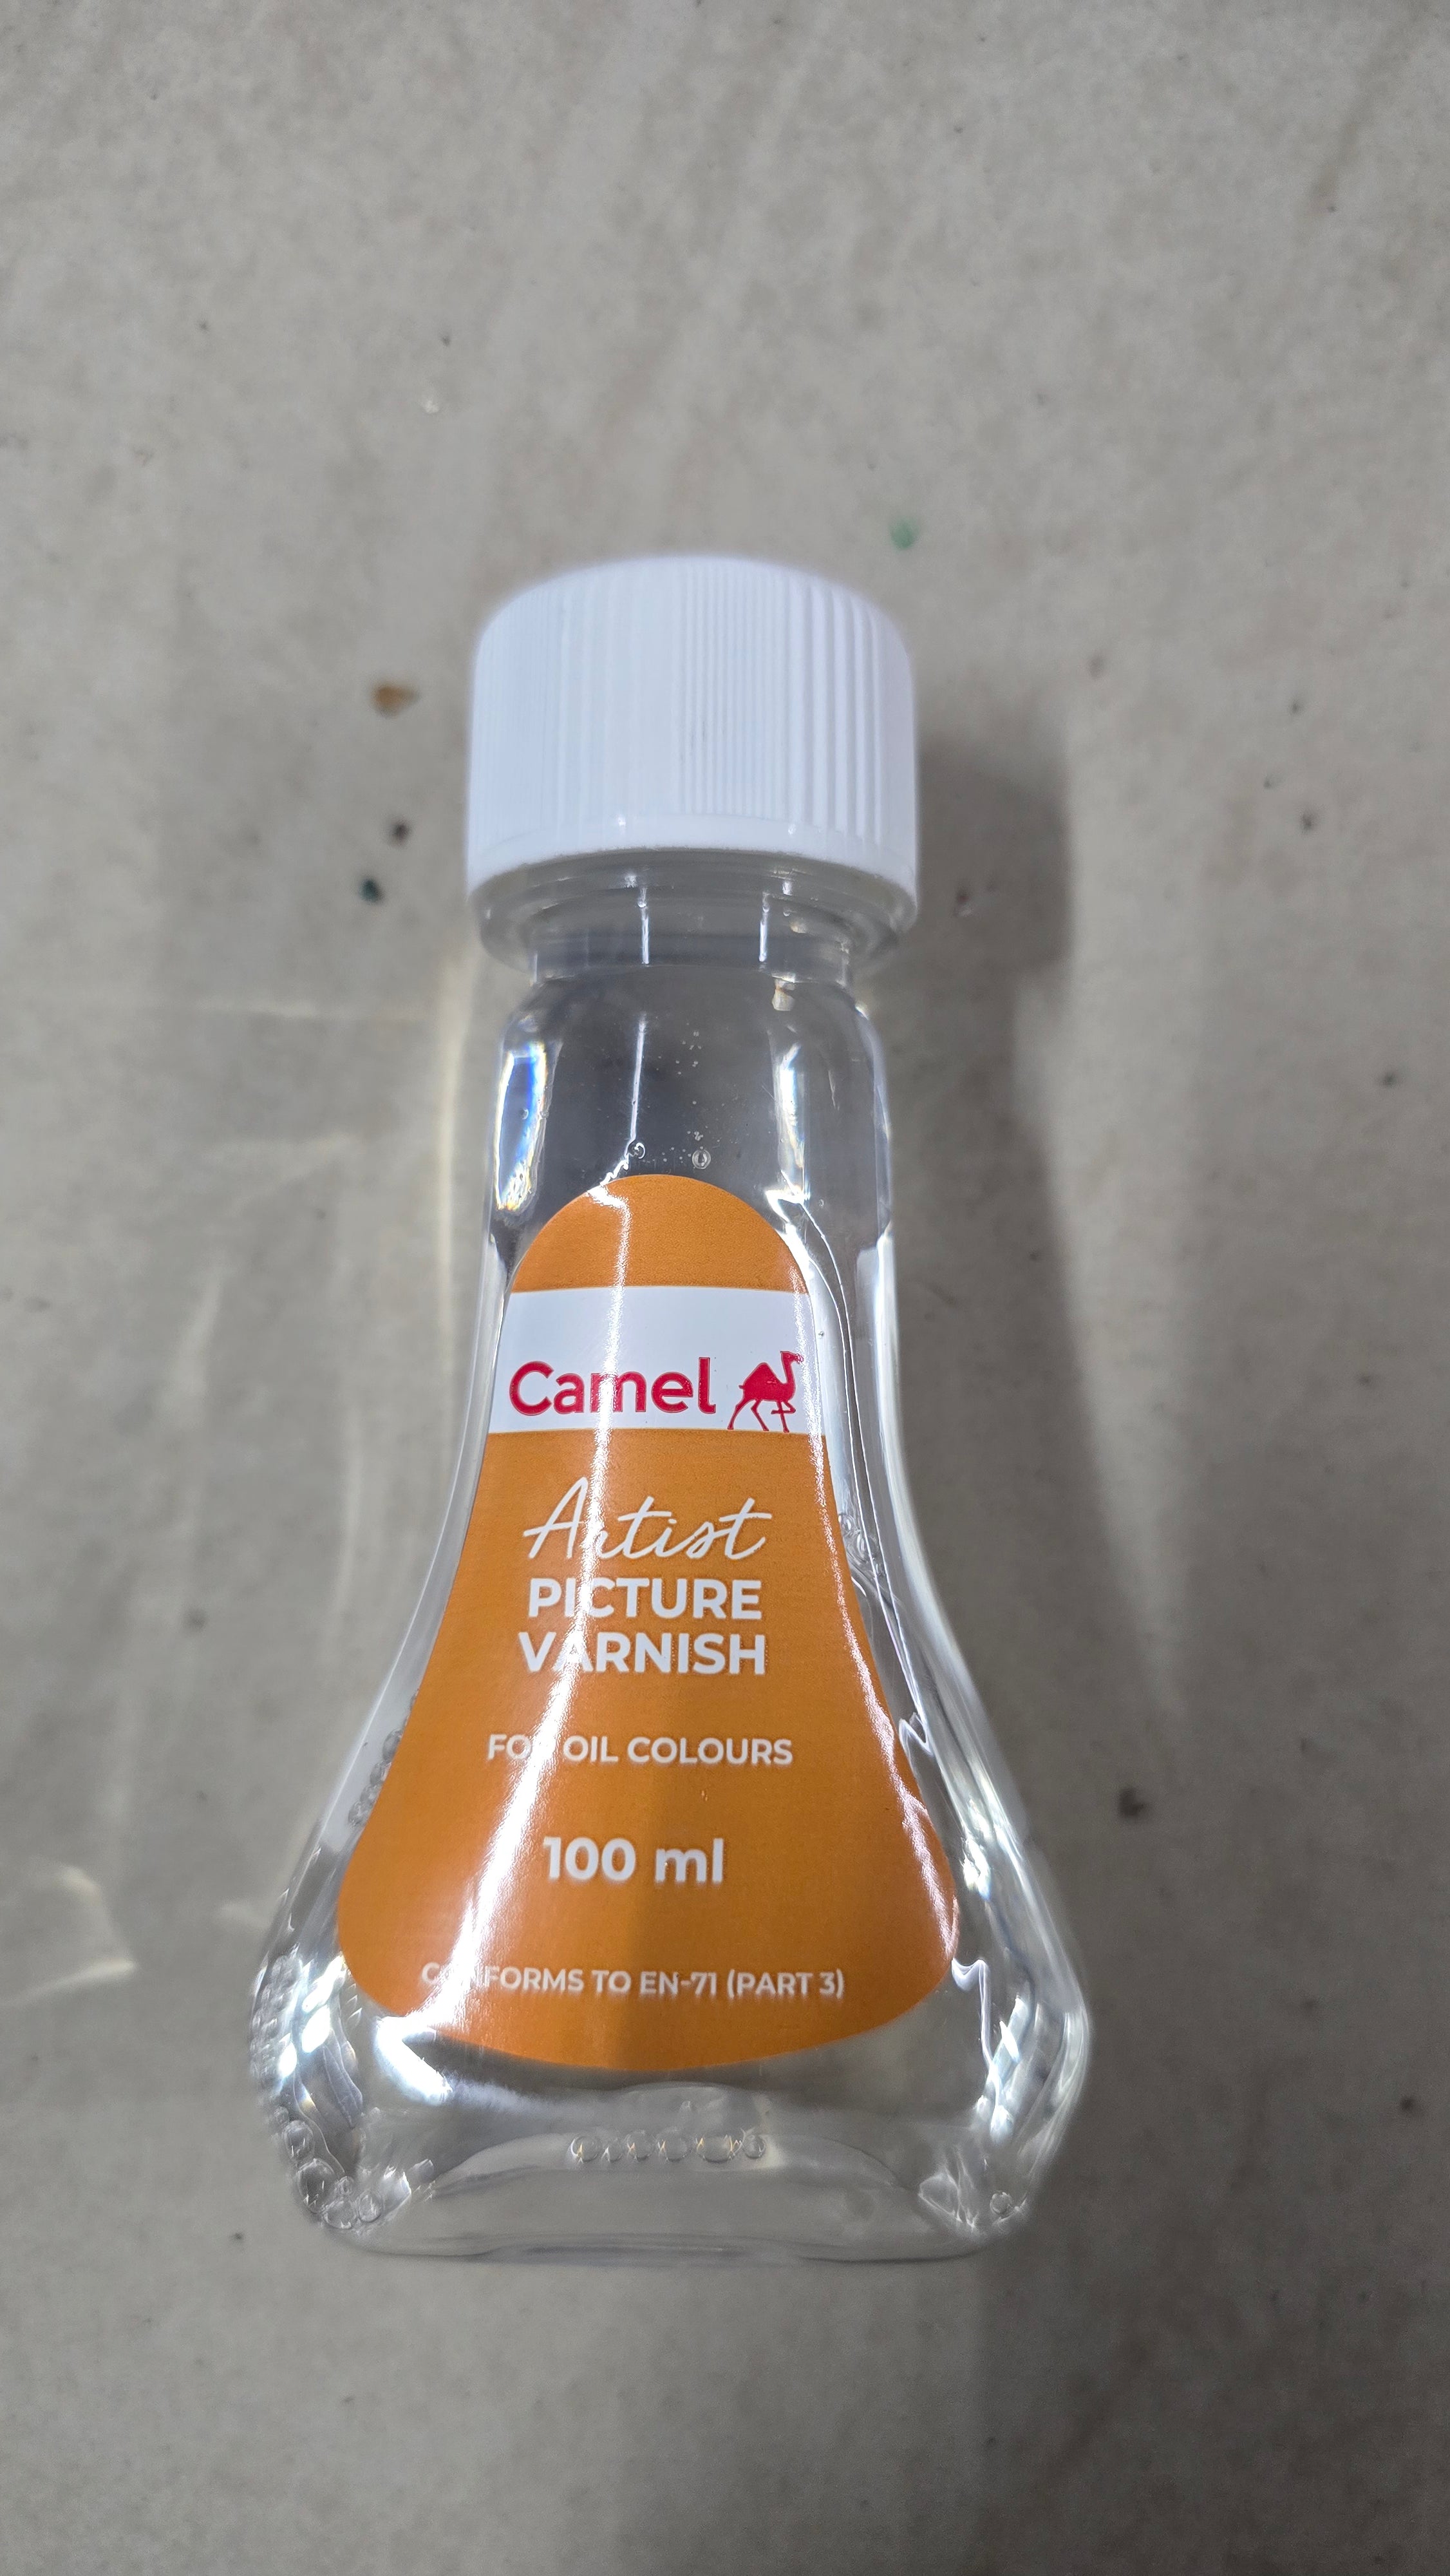 Camel
Artist
PICTURE
VARNISH
FOR OIL COLOURS
100 ml
CONFORMS TO EN-71 (PART 3)